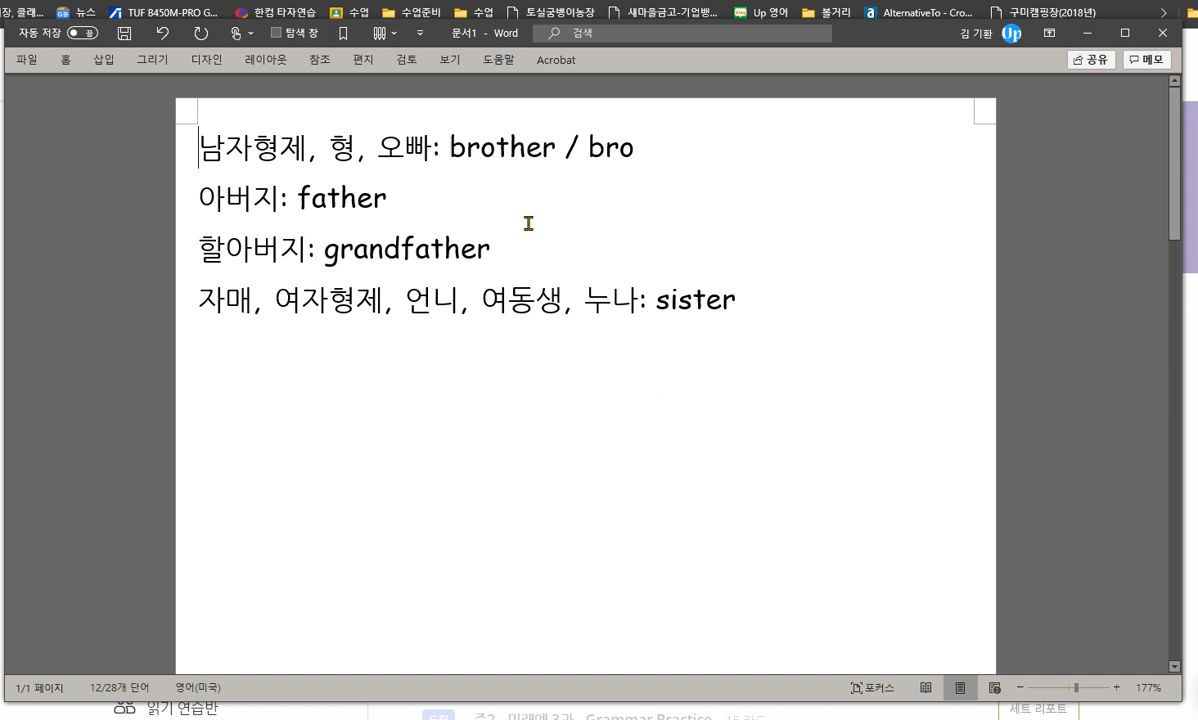 장, 클래... 뉴스 TUF B450M-PRO G... 한컴 타자연습 수업 수업준비 수업 토실굼벵이농장 새마을금고-기업뱅... Up 영어 볼거리 AlternativeTo - Cro... 구미캠핑장(2018년)
자동 저장 끔 탐색 창 문서1 - Word 검색 김 기환 Up
파일 홈 삽입 그리기 디자인 레이아웃 참조 편지 검토 보기 도움말 Acrobat 공유 메모
남자형제, 형, 오빠: brother / bro
아버지: father
할아버지: grandfather
자매, 여자형제, 언니, 여동생, 누나: sister
1/1 페이지 12/28개 단어 영어(미국) 포커스 177%
읽기 연습반 세트 리포트